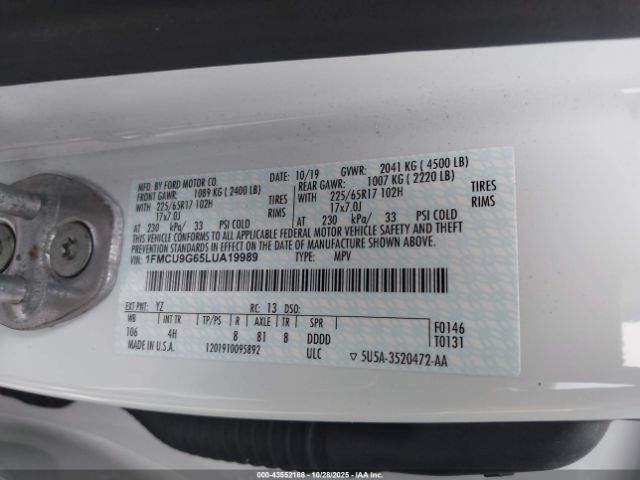 MFD. BY FORD MOTOR CO. 10/19 GVWR: 2041 KG ( 4500 LB)
FRONT GAWR: 1089 KG ( 2400 LB) REAR GAWR: 1007 KG ( 2220 LB)
WITH 225/65R17 102H TIRES WITH 225/65R17 102H TIRES
17x7.0J RIMS 17x7.0J RIMS
AT 230 kPa/ 33 PSI COLD AT 230 kPa/ 33 PSI COLD
THIS VEHICLE CONFORMS TO ALL APPLICABLE FEDERAL MOTOR VEHICLE SAFETY AND
THEFT PREVENTION STANDARDS IN EFFECT ON THE DATE OF MANUFACTURE SHOWN ABOVE.
VIN: 1FMCU9G65LUA19989 TYPE: MPV
EXT PNT: YZ RC: 13 DSO:
WB INT TR TP/PS R AXLE TR SPR
106 4H 8 81 8 DDDD F0146
T0131
MADE IN U.S.A. 1201910095892 ULC ▽ 5U5A-3520472-AA
000-43552188 | 10/28/2025 | IAA, Inc.